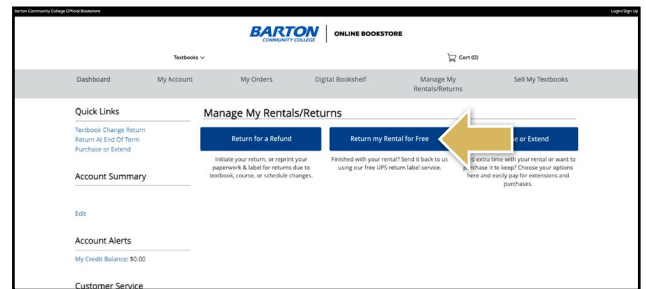 Barton Community College Official Bookstore
Login/Sign Up
BARTON
COMMUNITY COLLEGE
ONLINE BOOKSTORE
Textbooks
Cart (0)
Dashboard
My Account
My Orders
Digital Bookshelf
Manage My
Rentals/Returns
Sell My Textbooks
Quick Links
Textbook Change Return
Return At End Of Term
Purchase or Extend
Account Summary
Edit
Account Alerts
My Credit Balance: $0.00
Customer Service
Manage My Rentals/Returns
Return for a Refund
Initiate your return, or reprint your
paperwork & label for returns due to
textbook, course, or schedule changes.
Return my Rental for Free
Finished with your rental? Send it back to us
using our free UPS return label service.
or Extend
extra time with your rental or want to
purchase it to keep? Choose your options
here and easily pay for extensions and
purchases.